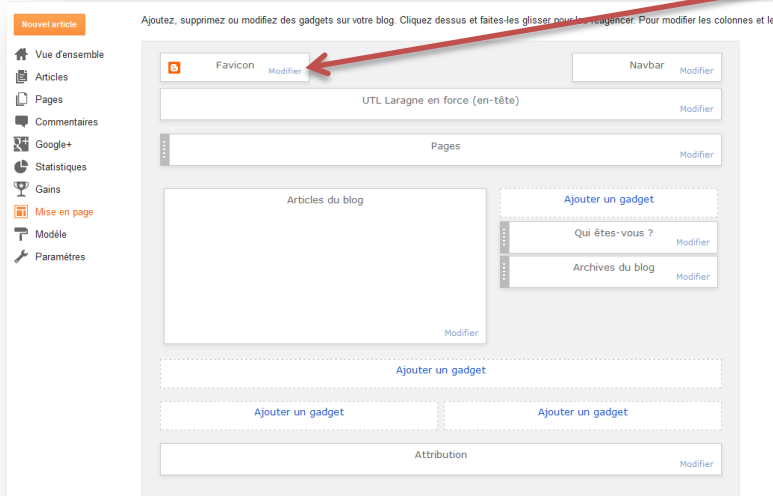 Nouvel article
Ajoutez, supprimez ou modifiez des gadgets sur votre blog. Cliquez dessus et faites-les glisser pour les réagencer. Pour modifier les colonnes et le
Vue d'ensemble
Articles
Pages
Commentaires
Google+
Statistiques
Gains
Mise en page
Modèle
Paramètres
Favicon Modifier
Navbar Modifier
UTL Laragne en force (en-tête)
Modifier
Pages
Modifier
Articles du blog
Modifier
Ajouter un gadget
Qui êtes-vous ?
Modifier
Archives du blog
Modifier
Ajouter un gadget
Ajouter un gadget
Ajouter un gadget
Attribution
Modifier